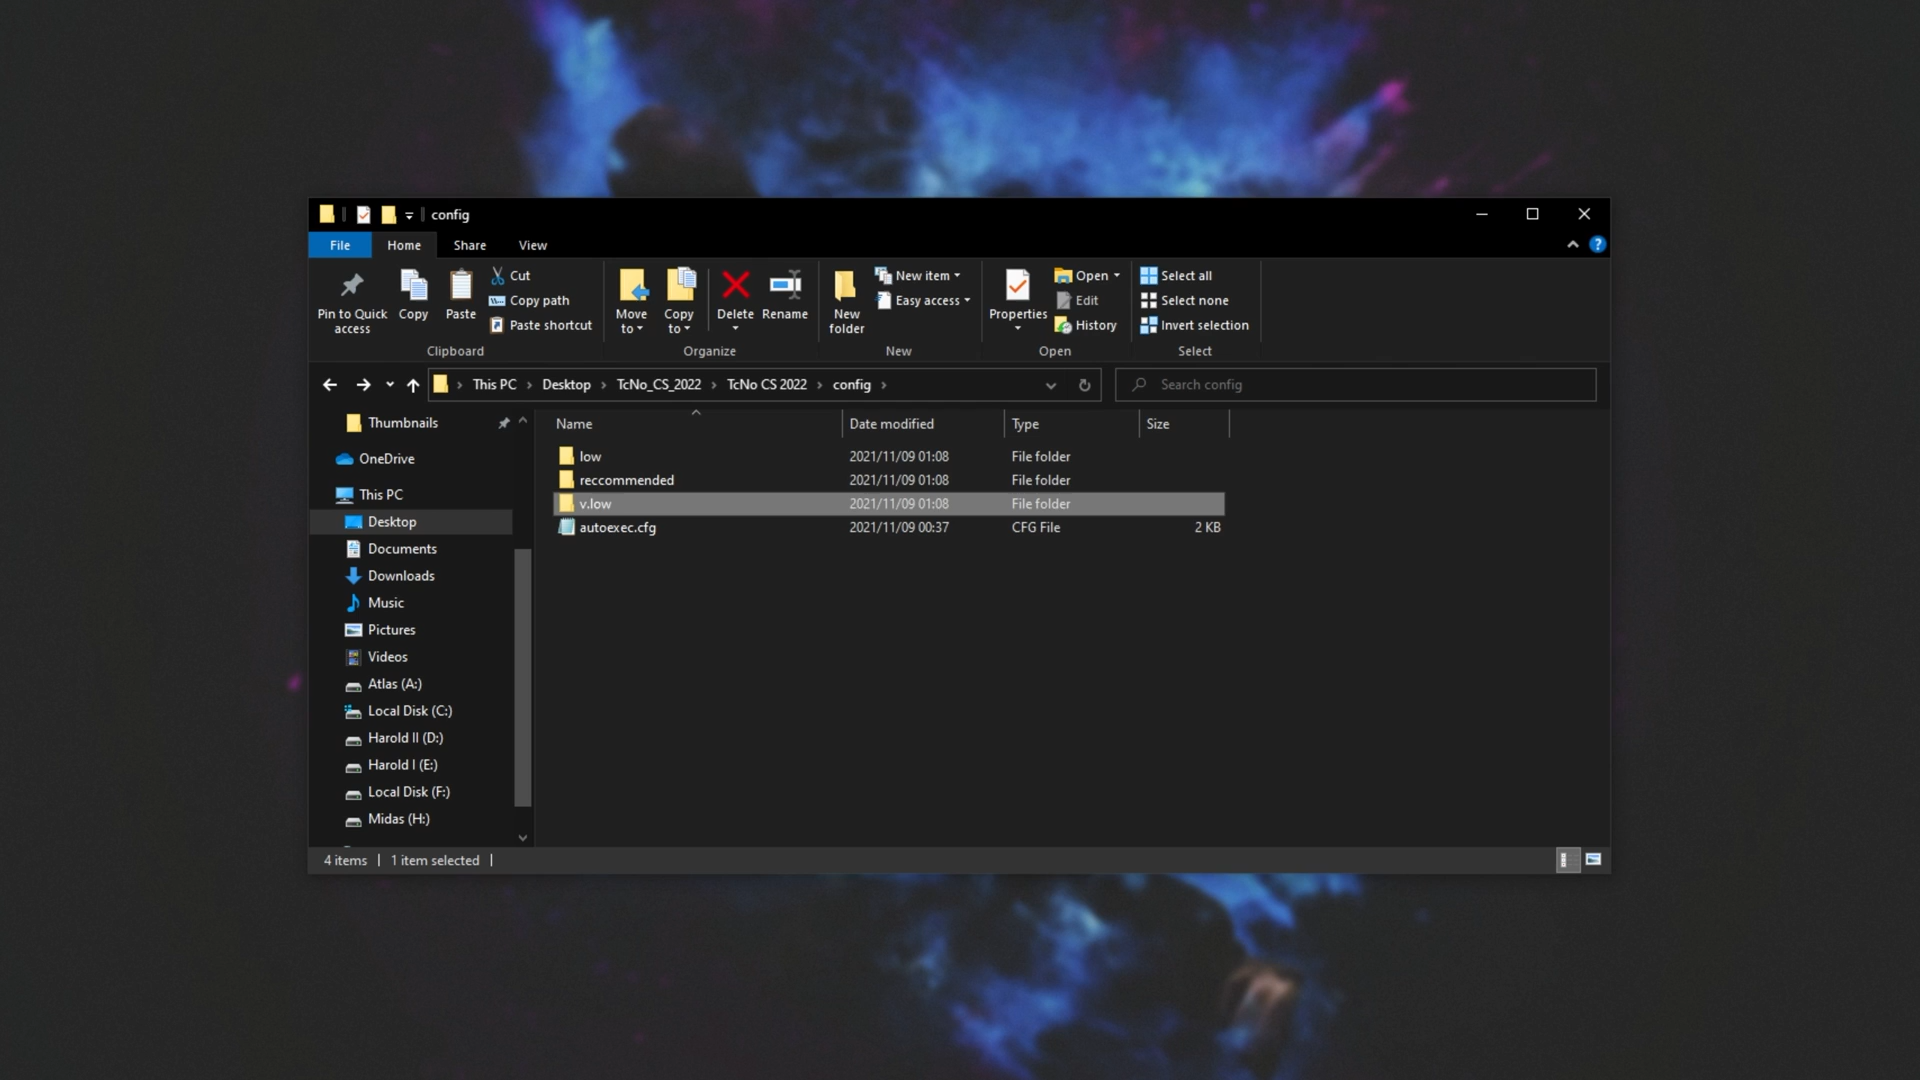 config
File Home Share View
Pin to Quick access
Copy
Paste
Cut
Copy path
Paste shortcut
Clipboard
Move to
Copy to
Delete
Rename
Organize
New folder
New item
Easy access
New
Properties
Open
Edit
History
Open
Select all
Select none
Invert selection
Select
This PC › Desktop › TcNo_CS_2022 › TcNo CS 2022 › config ›
Search config
Thumbnails
OneDrive
This PC
Desktop
Documents
Downloads
Music
Pictures
Videos
Atlas (A:)
Local Disk (C:)
Harold II (D:)
Harold I (E:)
Local Disk (F:)
Midas (H:)
Name Date modified Type Size
low 2021/11/09 01:08 File folder
reccommended 2021/11/09 01:08 File folder
v.low 2021/11/09 01:08 File folder
autoexec.cfg 2021/11/09 00:37 CFG File 2 KB
4 items | 1 item selected |